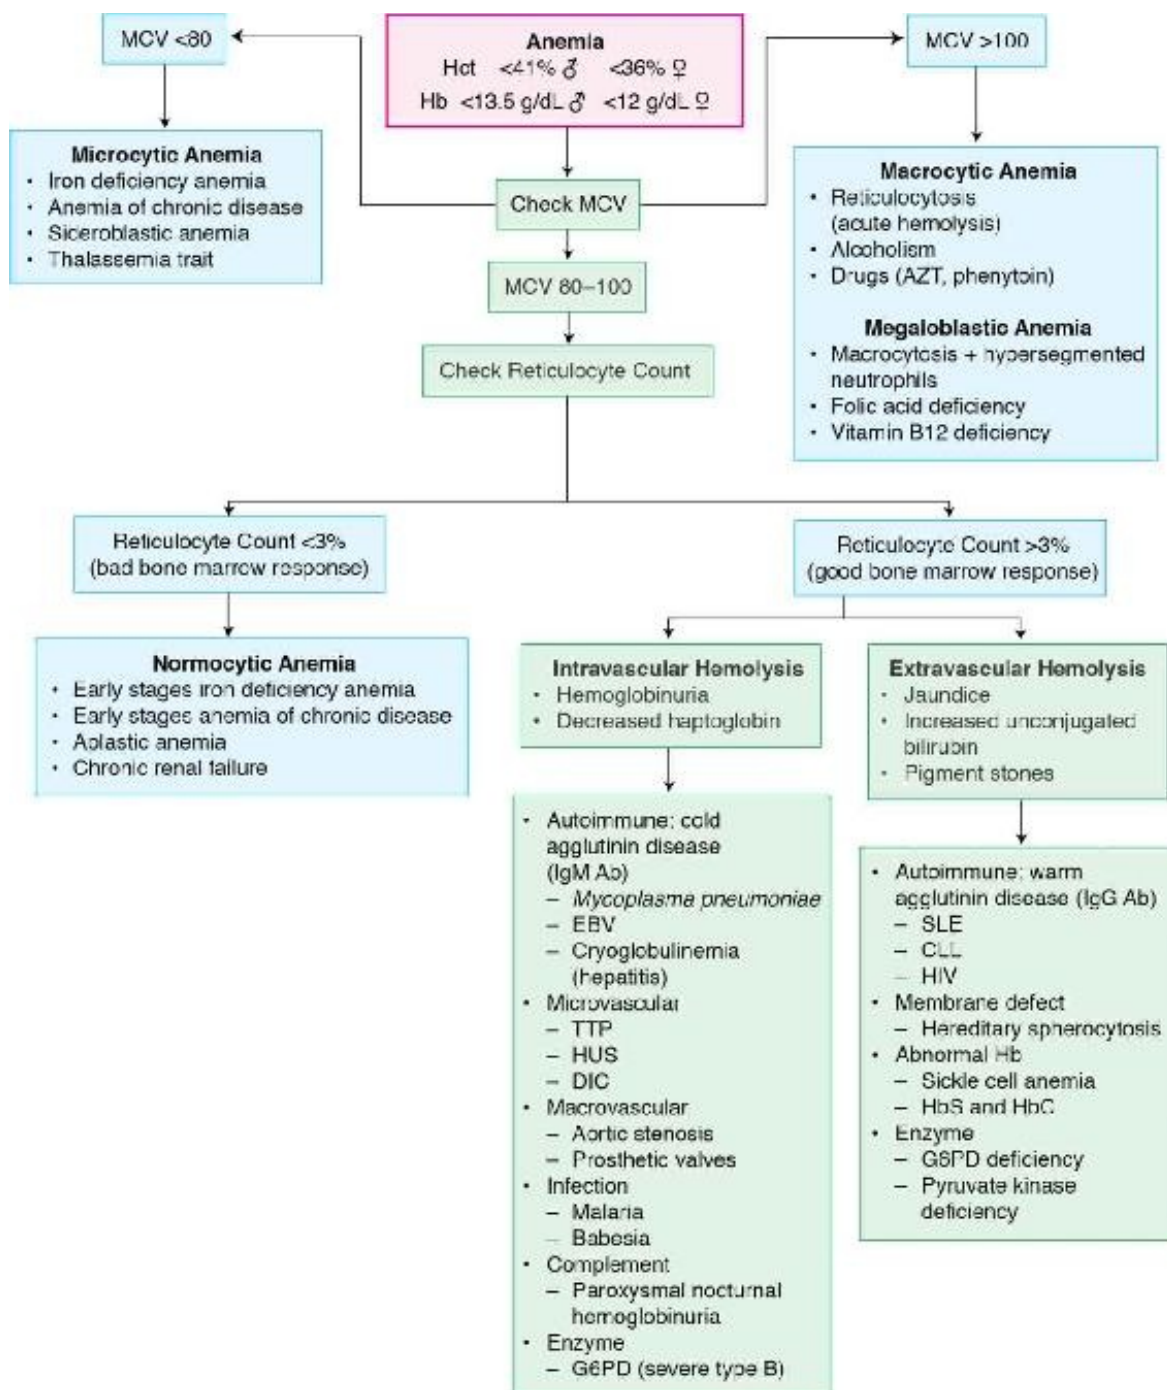 MCV <80
Anemia
Hct <41% ♂ <36% ♀
Hb <13.5 g/dL ♂ <12 g/dL ♀
MCV >100
Microcytic Anemia
• Iron deficiency anemia
• Anemia of chronic disease
• Sideroblastic anemia
• Thalassemia trait
Check MCV
MCV 80–100
Check Reticulocyte Count
Macrocytic Anemia
• Reticulocytosis
(acute hemolysis)
• Alcoholism
• Drugs (AZT, phenytoin)
Megaloblastic Anemia
• Macrocytosis + hypersegmented
neutrophils
• Folic acid deficiency
• Vitamin B12 deficiency
Reticulocyte Count <3%
(bad bone marrow response)
Normocytic Anemia
• Early stages iron deficiency anemia
• Early stages anemia of chronic disease
• Aplastic anemia
• Chronic renal failure
Reticulocyte Count >3%
(good bone marrow response)
Intravascular Hemolysis
• Hemoglobinuria
• Decreased haptoglobin
• Autoimmune: cold
agglutinin disease
(IgM Ab)
– Mycoplasma pneumoniae
– EBV
– Cryoglobulinemia
(hepatitis)
• Microvascular
– TTP
– HUS
– DIC
• Macrovascular
– Aortic stenosis
– Prosthetic valves
• Infection
– Malaria
– Babesia
• Complement
– Paroxysmal nocturnal
hemoglobinuria
• Enzyme
– G6PD (severe type B)
Extravascular Hemolysis
• Jaundice
• Increased unconjugated
bilirubin
• Pigment stones
• Autoimmune: warm
agglutinin disease (IgG Ab)
– SLE
– CLL
– HIV
• Membrane defect
– Hereditary spherocytosis
• Abnormal Hb
– Sickle cell anemia
– HbS and HbC
• Enzyme
– G6PD deficiency
– Pyruvate kinase
deficiency